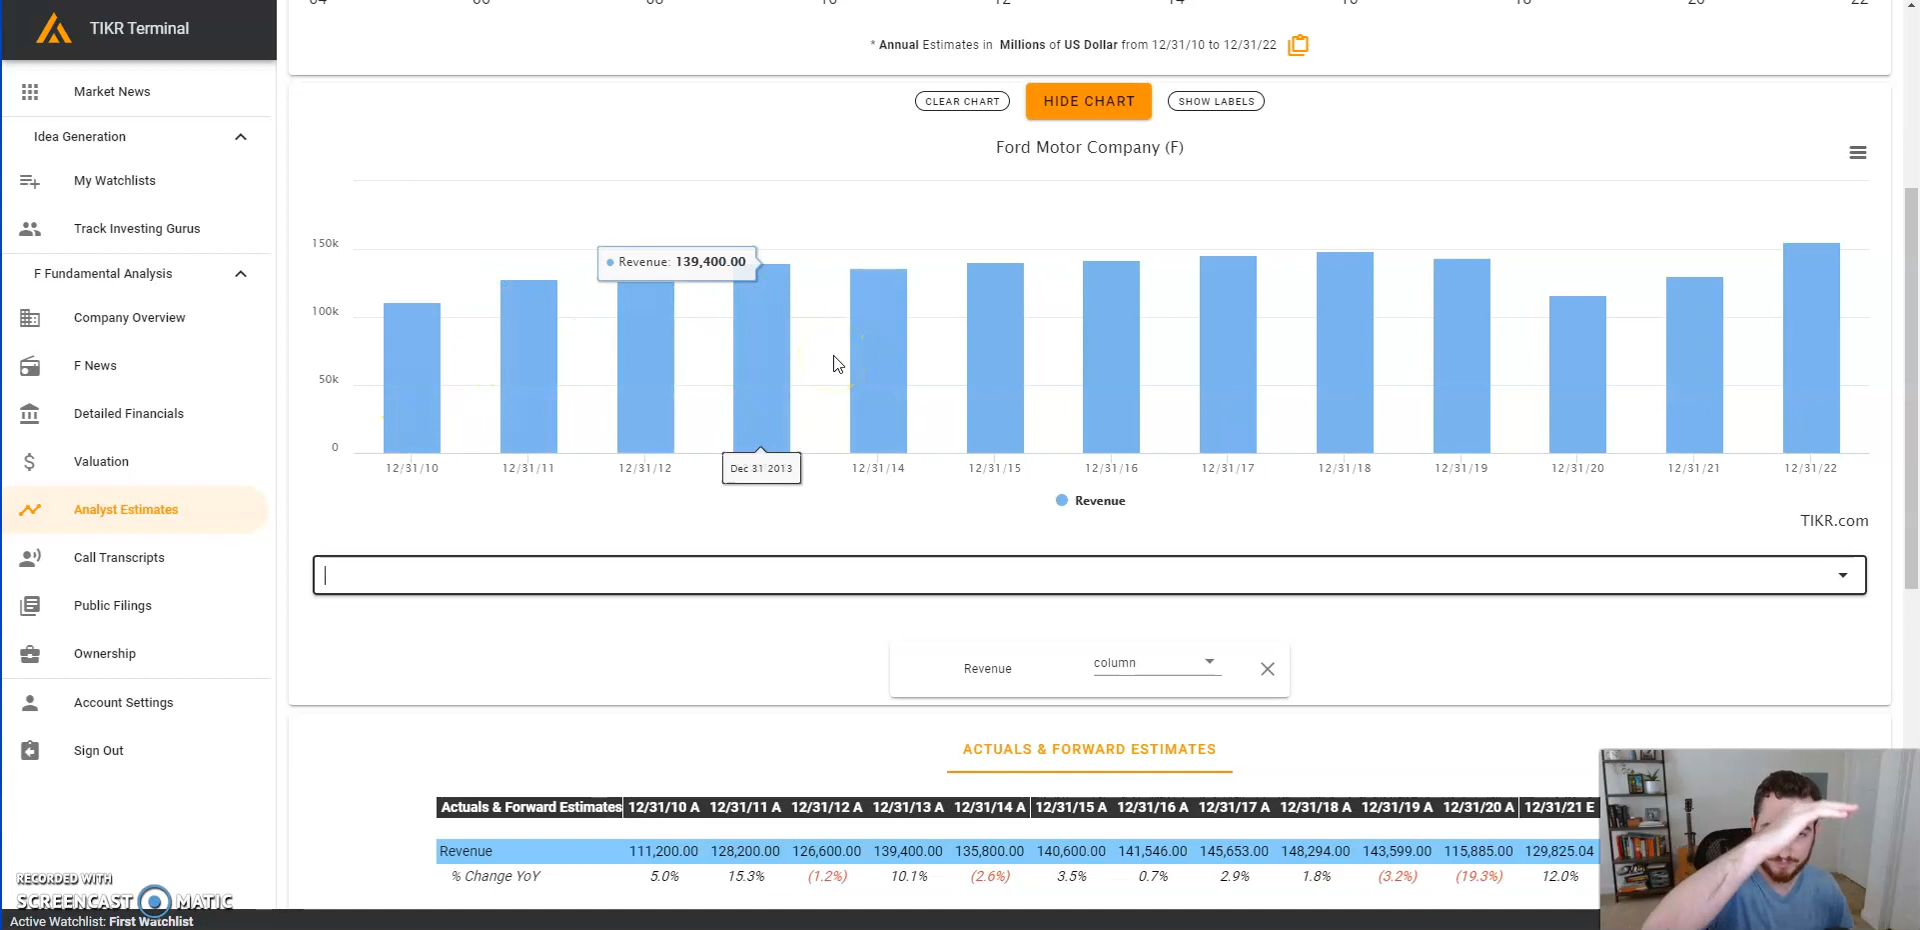 TIKR Terminal
Market News
Idea Generation
My Watchlists
Track Investing Gurus
F Fundamental Analysis
Company Overview
F News
Detailed Financials
Valuation
Analyst Estimates
Call Transcripts
Public Filings
Ownership
Account Settings
Sign Out
RECORDED WITH
SCREENCAST MATIC
Active Watchlist: First Watchlist
* Annual Estimates in Millions of US Dollar from 12/31/10 to 12/31/22
CLEAR CHART HIDE CHART SHOW LABELS
Ford Motor Company (F)
150k
Revenue: 139,400.00
100k
50k
0
12/31/10 12/31/11 12/31/12 Dec 31 2013 12/31/14 12/31/15 12/31/16 12/31/17 12/31/18 12/31/19 12/31/20 12/31/21 12/31/22
Revenue
TIKR.com
Revenue column
ACTUALS & FORWARD ESTIMATES
Actuals & Forward Estimates 12/31/10 A 12/31/11 A 12/31/12 A 12/31/13 A 12/31/14 A 12/31/15 A 12/31/16 A 12/31/17 A 12/31/18 A 12/31/19 A 12/31/20 A 12/31/21 E
Revenue 111,200.00 128,200.00 126,600.00 139,400.00 135,800.00 140,600.00 141,546.00 145,653.00 148,294.00 143,599.00 115,885.00 129,825.04
% Change YoY 5.0% 15.3% (1.2%) 10.1% (2.6%) 3.5% 0.7% 2.9% 1.8% (3.2%) (19.3%) 12.0%